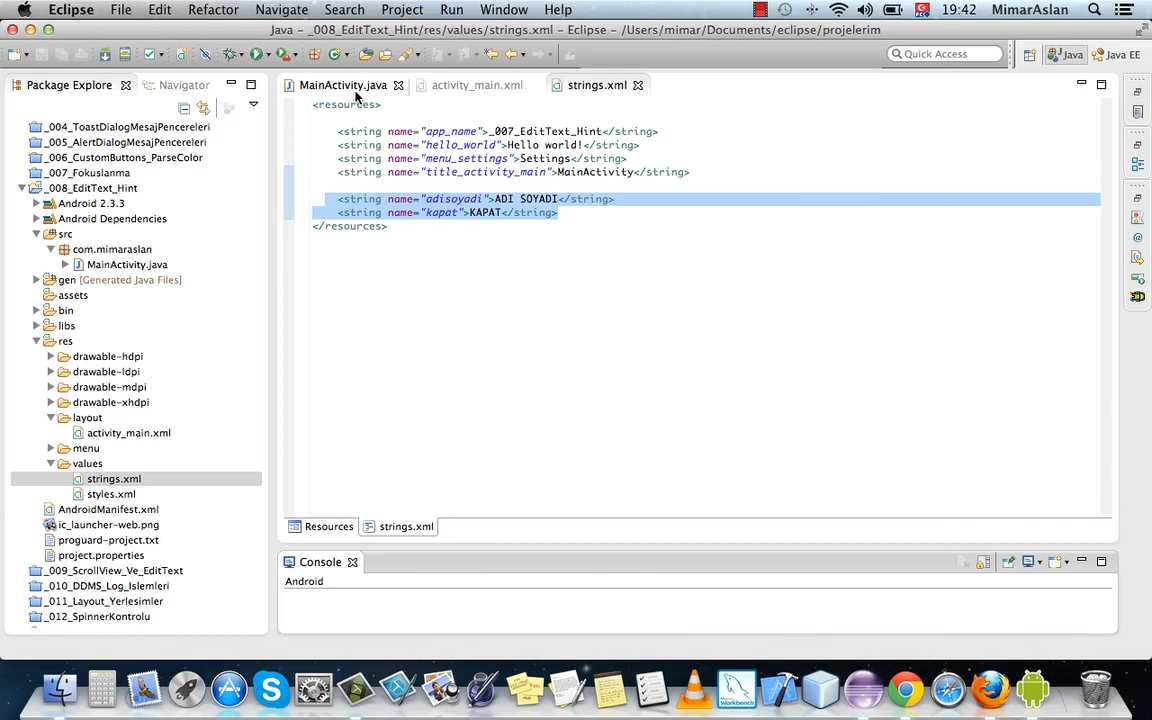 Eclipse File Edit Refactor Navigate Search Project Run Window Help 19:42 MimarAslan
Java – _008_EditText_Hint/res/values/strings.xml – Eclipse – /Users/mimar/Documents/eclipse/projelerim
Quick Access Java Java EE
Package Explorer Navigator
MainActivity.java activity_main.xml strings.xml
_004_ToastDialogMesajPencereleri
_005_AlertDialogMesajPencereleri
_006_CustomButtons_ParseColor
_007_Fokuslanma
_008_EditText_Hint
Android 2.3.3
Android Dependencies
src
com.mimaraslan
MainActivity.java
gen [Generated Java Files]
assets
bin
libs
res
drawable-hdpi
drawable-ldpi
drawable-mdpi
drawable-xhdpi
layout
activity_main.xml
menu
values
strings.xml
styles.xml
AndroidManifest.xml
ic_launcher-web.png
proguard-project.txt
project.properties
_009_ScrollView_Ve_EditText
_010_DDMS_Log_Islemleri
_011_Layout_Yerlesimler
_012_SpinnerKontrolu
<resources>
<string name="app_name">_007_EditText_Hint</string>
<string name="hello_world">Hello world!</string>
<string name="menu_settings">Settings</string>
<string name="title_activity_main">MainActivity</string>
<string name="adisoyadi">ADI SOYADI</string>
<string name="kapat">KAPAT</string>
</resources>
Resources strings.xml
Console
Android